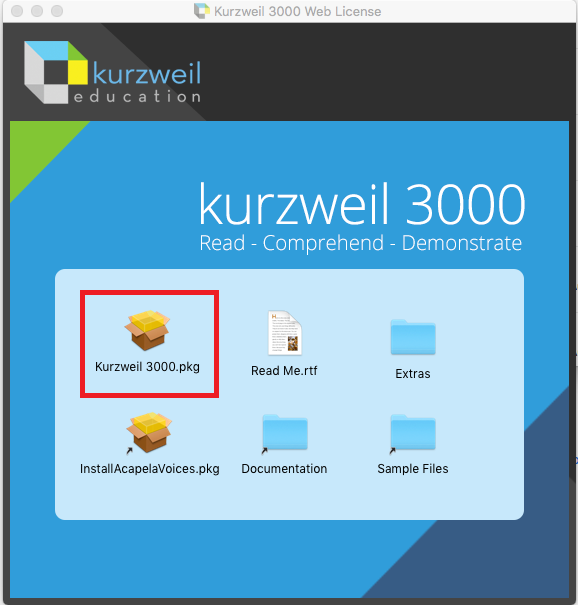 Kurzweil 3000 Web License
kurzweil
education
kurzweil 3000
Read - Comprehend - Demonstrate
Kurzweil 3000.pkg
Read Me.rtf
Extras
InstallAcapelaVoices.pkg
Documentation
Sample Files